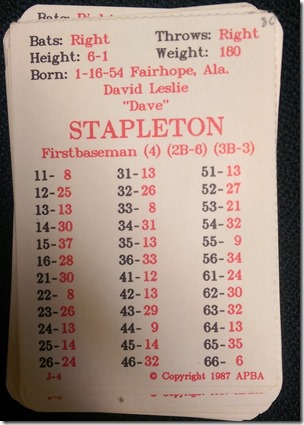 Bats: Right Throws: Right
Height: 6-1 Weight: 180
Born: 1-16-54 Fairhope, Ala.
David Leslie
"Dave"
STAPLETON
Firstbaseman (4) (2B-6) (3B-3)
11- 8 31-13 51-13
12-25 32-26 52-27
13-13 33- 8 53-21
14-30 34-31 54-32
15-37 35-13 55- 9
16-28 36-33 56-34
21-30 41-12 61-24
22- 8 42-13 62-30
23-26 43-29 63-32
24-13 44- 9 64-13
25-14 45-14 65-35
26-24 46-32 66- 6
J-4 © Copyright 1987 APBA